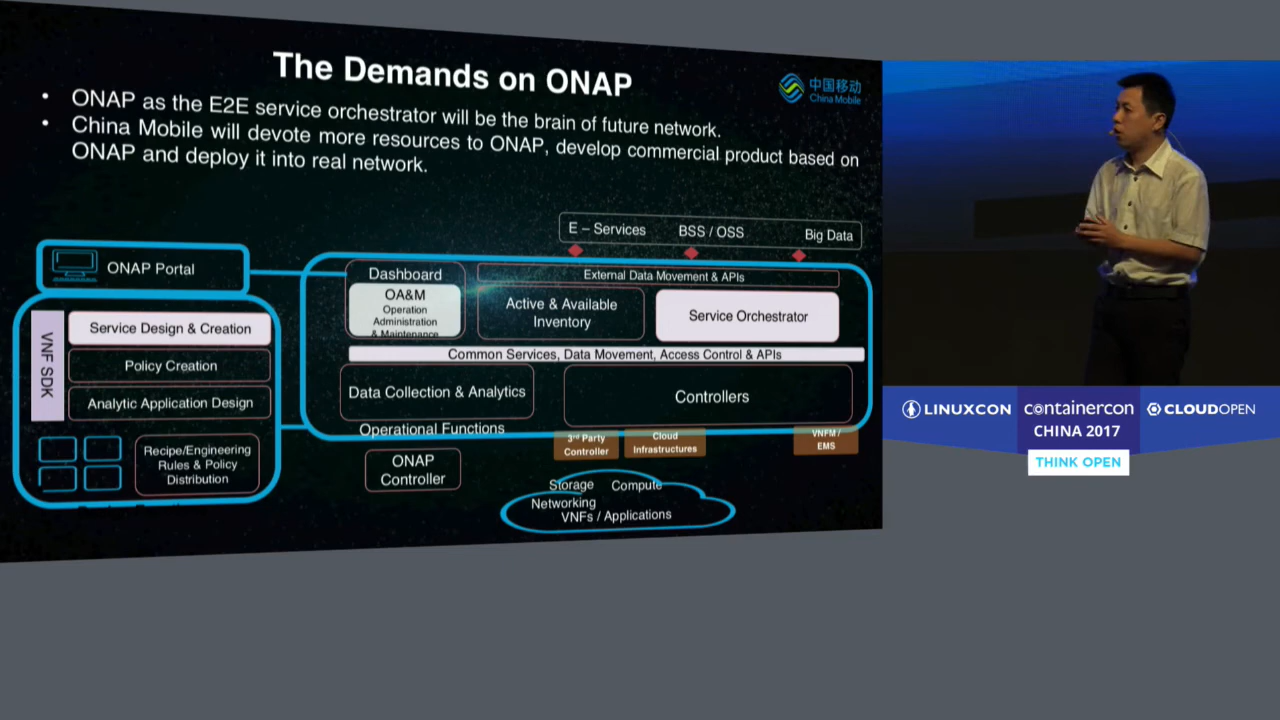 The Demands on ONAP
中国移动
China Mobile
• ONAP as the E2E service orchestrator will be the brain of future network.
• China Mobile will devote more resources to ONAP, develop commercial product based on
ONAP and deploy it into real network.
E – Services
BSS / OSS
Big Data
ONAP Portal
VNF SDK
Service Design & Creation
Policy Creation
Analytic Application Design
Recipe/Engineering
Rules & Policy
Distribution
Dashboard
OA&M
Operation
Administration
& Maintenance
External Data Movement & APIs
Active & Available
Inventory
Service Orchestrator
Common Services, Data Movement, Access Control & APIs
Data Collection & Analytics
Controllers
Operational Functions
ONAP
Controller
3rd Party
Controller
Cloud
Infrastructures
VNFM /
EMS
Storage
Compute
Networking
VNFs / Applications
LINUXCON
containercon
CLOUDOPEN
CHINA 2017
THINK OPEN